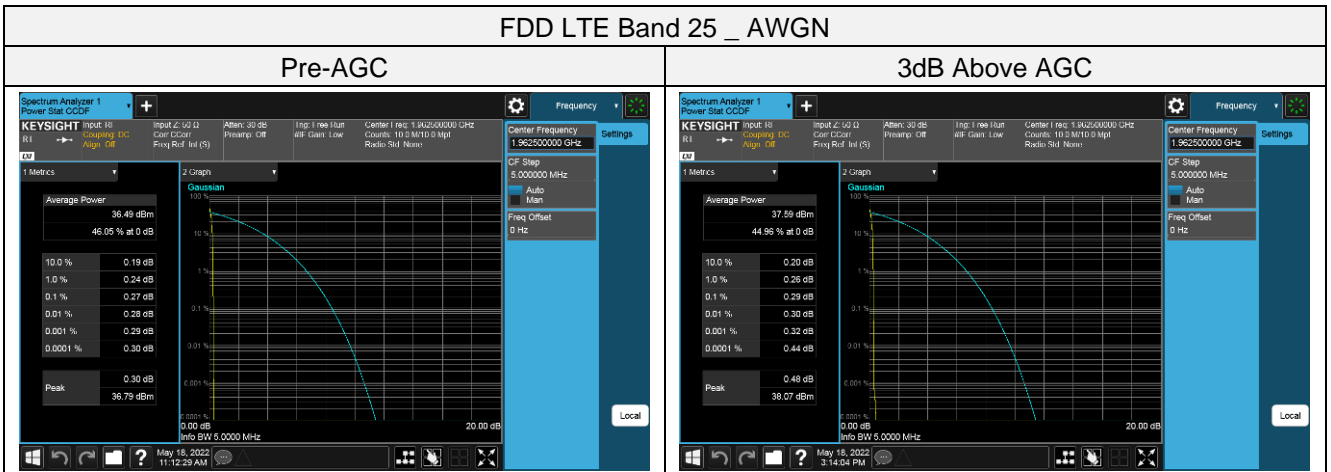 FDD LTE Band 25 _ AWGN
Pre-AGC
3dB Above AGC
Spectrum Analyzer 1
Power Stat CCDF
Frequency
KEYSIGHT
Input: RF
R1
Coupling: DC
Align: Off
Input Z: 50 Ω
Corr CCorr
Freq Ref: Int (S)
Atten: 30 dB
Preamp: Off
Trig: Free Run
#IF Gain: Low
Center Freq: 1.962500000 GHz
Counts: 10.0 M/10.0 Mpt
Radio Std: None
LXI
1 Metrics
2 Graph
Gaussian
Average Power
36.49 dBm
46.05 % at 0 dB
10.0 % 0.19 dB
1.0 % 0.24 dB
0.1 % 0.27 dB
0.01 % 0.28 dB
0.001 % 0.29 dB
0.0001 % 0.30 dB
Peak
0.30 dB
36.79 dBm
100 %
10 %
1 %
0.1 %
0.01 %
0.001 %
0.0001 %
0.00 dB
20.00 dB
Info BW 5.0000 MHz
Center Frequency
1.962500000 GHz
Settings
CF Step
5.000000 MHz
Auto
Man
Freq Offset
0 Hz
Local
May 18, 2022
11:12:29 AM
Spectrum Analyzer 1
Power Stat CCDF
Frequency
KEYSIGHT
Input: RF
R1
Coupling: DC
Align: Off
Input Z: 50 Ω
Corr CCorr
Freq Ref: Int (S)
Atten: 30 dB
Preamp: Off
Trig: Free Run
#IF Gain: Low
Center Freq: 1.962500000 GHz
Counts: 10.0 M/10.0 Mpt
Radio Std: None
LXI
1 Metrics
2 Graph
Gaussian
Average Power
37.59 dBm
44.96 % at 0 dB
10.0 % 0.20 dB
1.0 % 0.26 dB
0.1 % 0.29 dB
0.01 % 0.30 dB
0.001 % 0.32 dB
0.0001 % 0.44 dB
Peak
0.48 dB
38.07 dBm
100 %
10 %
1 %
0.1 %
0.01 %
0.001 %
0.0001 %
0.00 dB
20.00 dB
Info BW 5.0000 MHz
Center Frequency
1.962500000 GHz
Settings
CF Step
5.000000 MHz
Auto
Man
Freq Offset
0 Hz
Local
May 18, 2022
3:14:04 PM